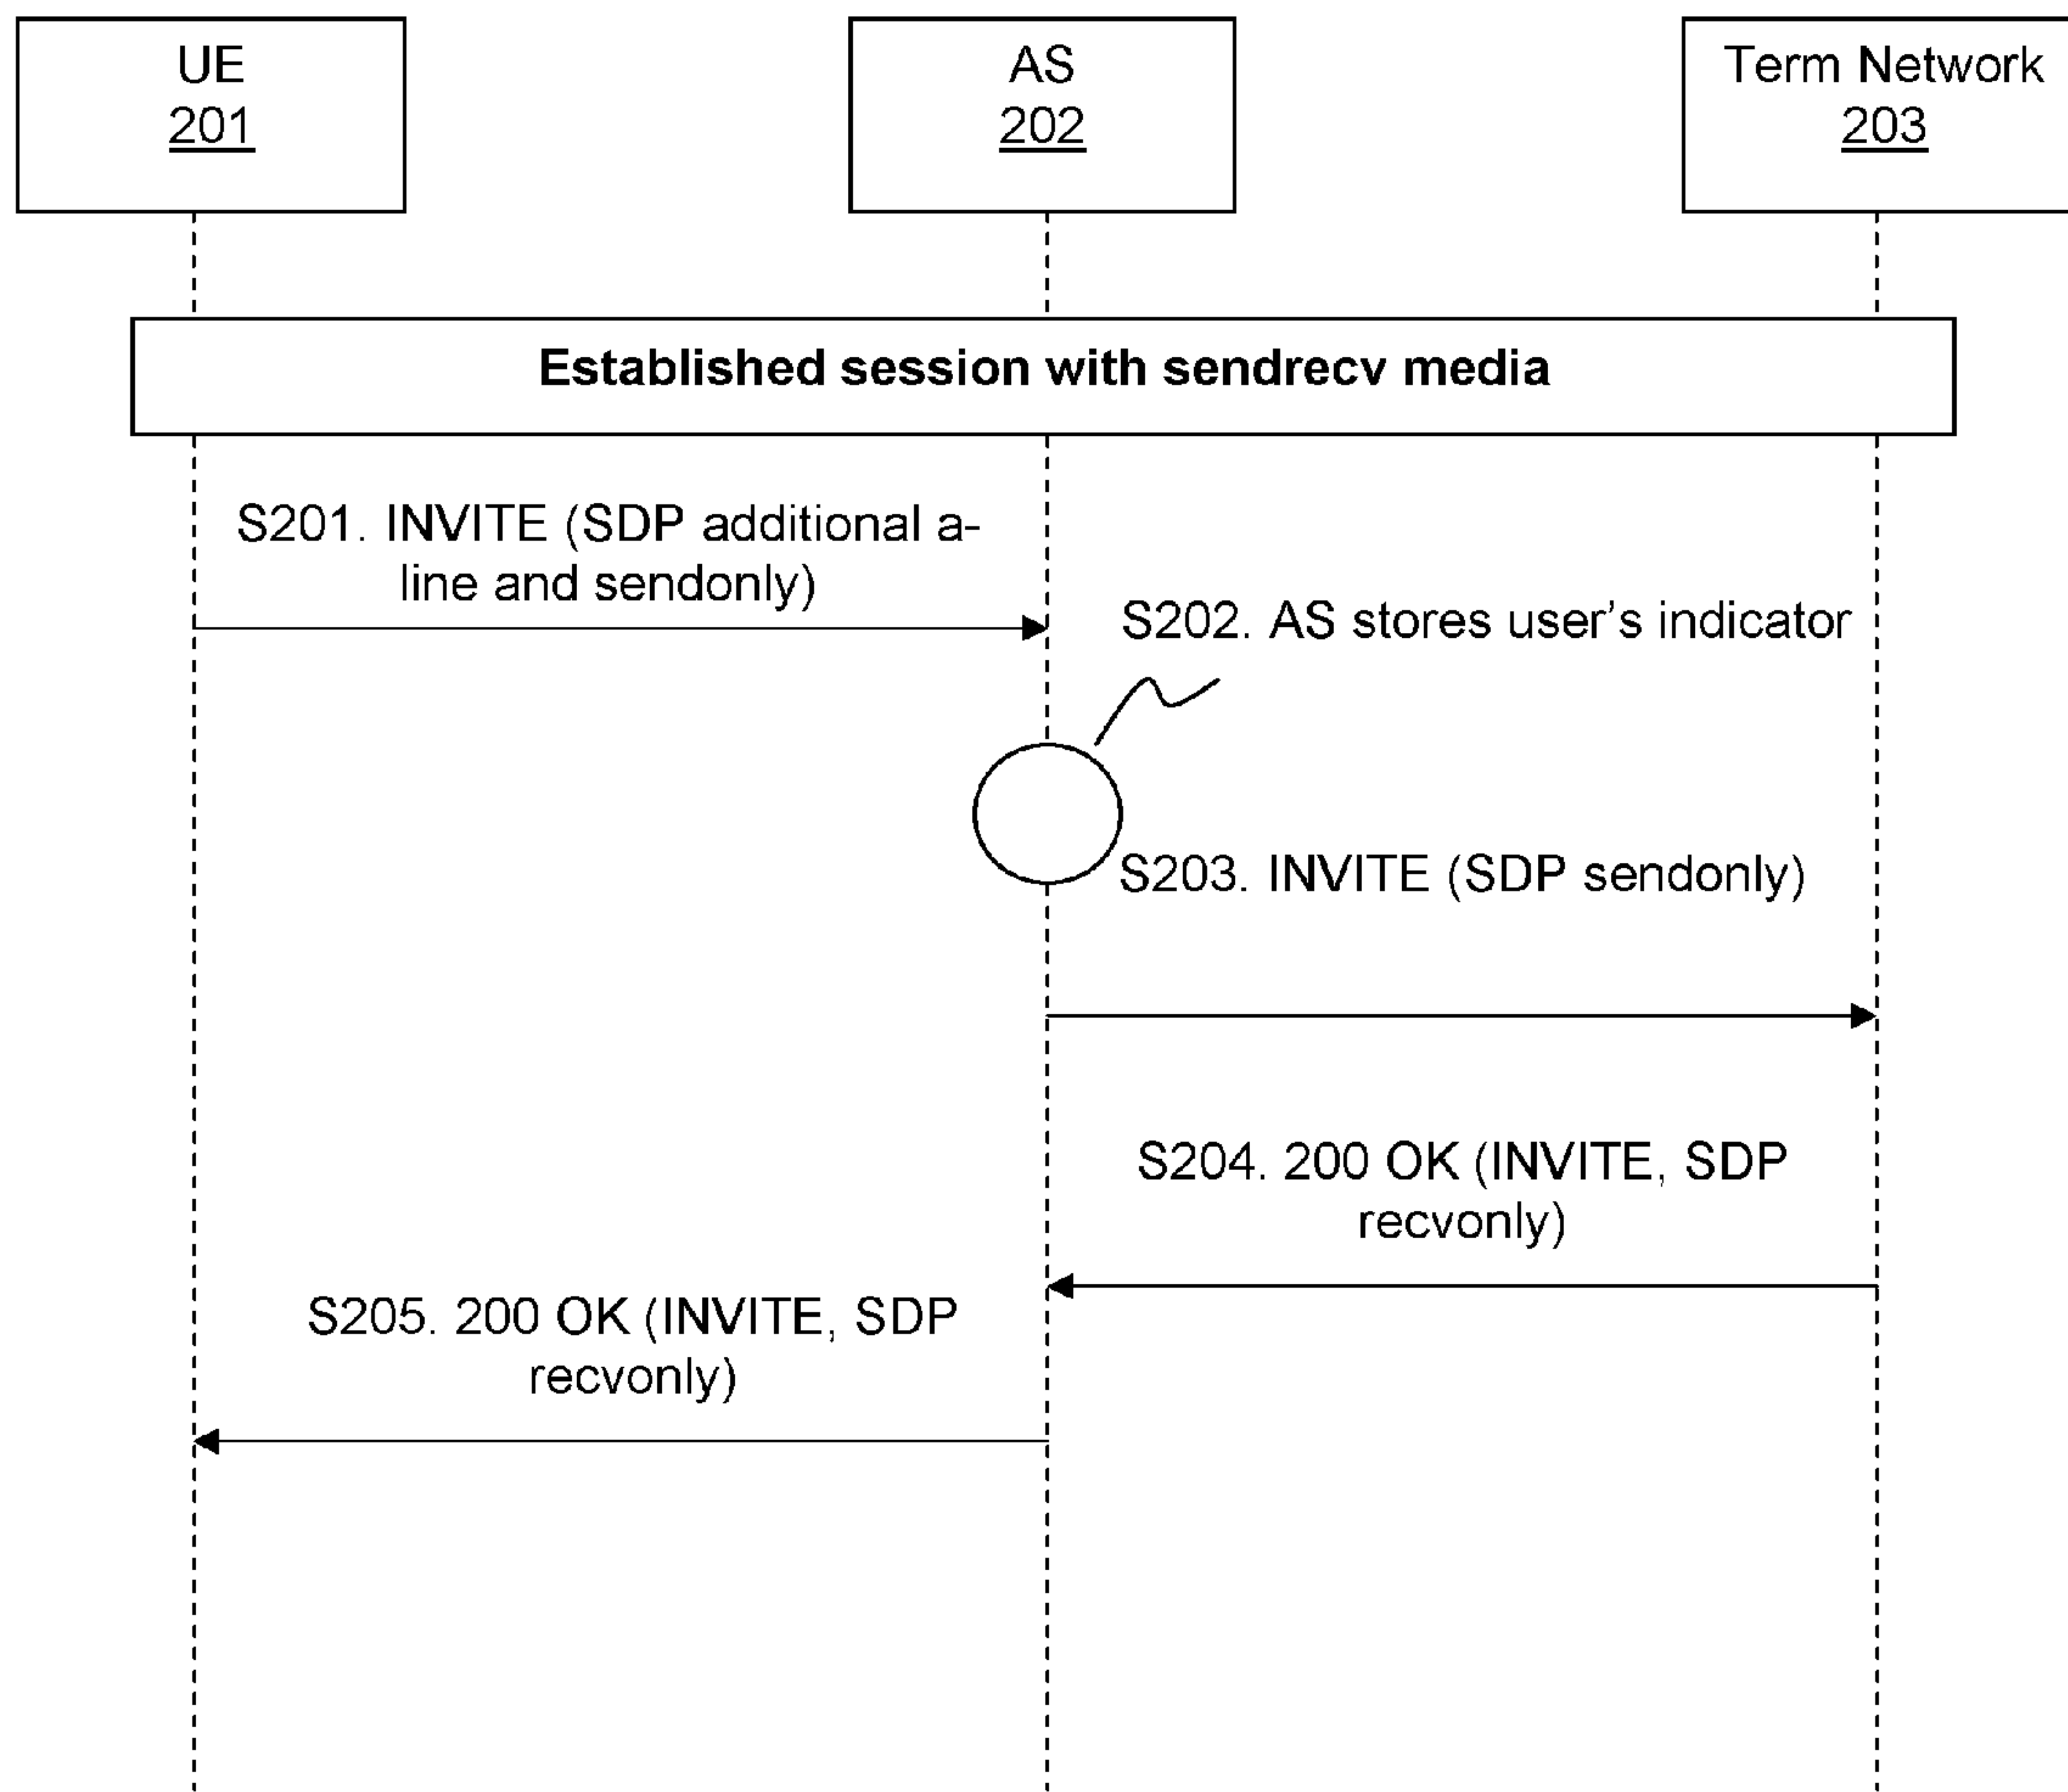 UE
201
AS
202
Term Network
203
Established session with sendrecv media
S201. INVITE (SDP additional a-
line and sendonly)
S202. AS stores user's indicator
S203. INVITE (SDP sendonly)
S204. 200 OK (INVITE, SDP
recvonly)
S205. 200 OK (INVITE, SDP
recvonly)